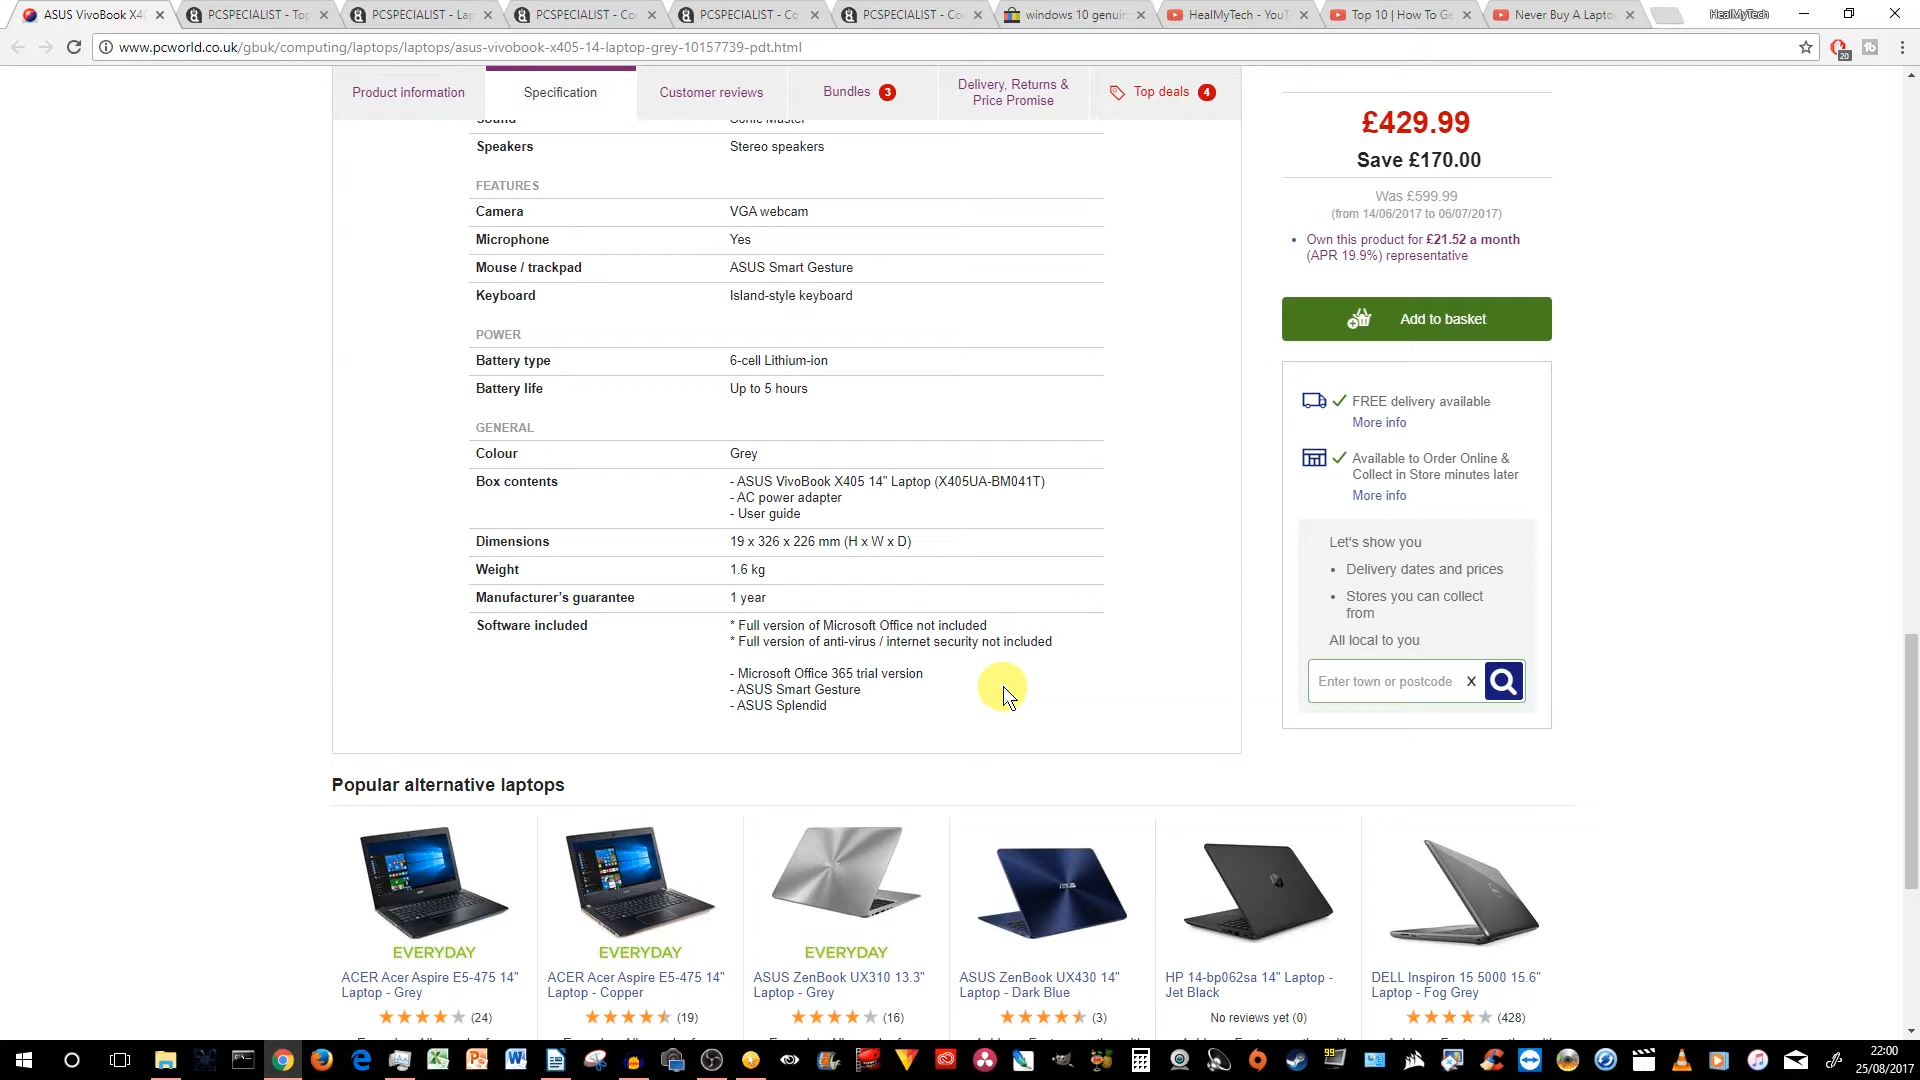 ASUS VivoBook X40
PCSPECIALIST - Top
PCSPECIALIST - Lap
PCSPECIALIST - Co
PCSPECIALIST - Co
PCSPECIALIST - Co
windows 10 genuin
HealMyTech - YouT
Top 10 | How To Ge
Never Buy A Lapto
HealMyTech
www.pcworld.co.uk/gbuk/computing/laptops/laptops/asus-vivobook-x405-14-laptop-grey-10157739-pdt.html
20
Product information
Specification
Customer reviews
Bundles 3
Delivery, Returns &
Price Promise
Top deals 4
Sound Sonic Master
Speakers Stereo speakers
FEATURES
Camera VGA webcam
Microphone Yes
Mouse / trackpad ASUS Smart Gesture
Keyboard Island-style keyboard
POWER
Battery type 6-cell Lithium-ion
Battery life Up to 5 hours
GENERAL
Colour Grey
Box contents - ASUS VivoBook X405 14" Laptop (X405UA-BM041T)
- AC power adapter
- User guide
Dimensions 19 x 326 x 226 mm (H x W x D)
Weight 1.6 kg
Manufacturer's guarantee 1 year
Software included * Full version of Microsoft Office not included
* Full version of anti-virus / internet security not included
- Microsoft Office 365 trial version
- ASUS Smart Gesture
- ASUS Splendid
£429.99
Save £170.00
Was £599.99
(from 14/06/2017 to 06/07/2017)
• Own this product for £21.52 a month
(APR 19.9%) representative
Add to basket
FREE delivery available
More info
Available to Order Online &
Collect in Store minutes later
More info
Let's show you
• Delivery dates and prices
• Stores you can collect
from
All local to you
Enter town or postcode X
Popular alternative laptops
EVERYDAY
EVERYDAY
EVERYDAY
ACER Acer Aspire E5-475 14"
Laptop - Grey
(24)
ACER Acer Aspire E5-475 14"
Laptop - Copper
(19)
ASUS ZenBook UX310 13.3"
Laptop - Grey
(16)
ASUS ZenBook UX430 14"
Laptop - Dark Blue
(3)
HP 14-bp062sa 14" Laptop -
Jet Black
No reviews yet (0)
DELL Inspiron 15 5000 15.6"
Laptop - Fog Grey
(428)
22:00
25/08/2017